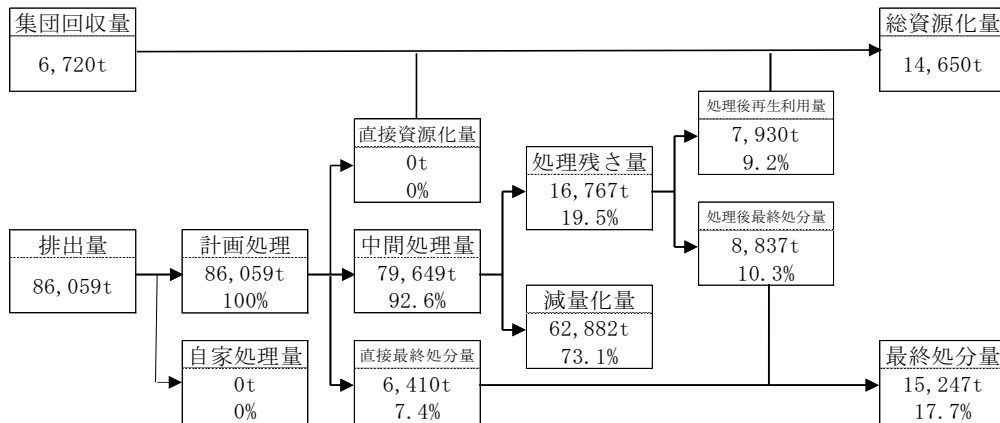 集団回収量
6,720t
総資源化量
14,650t
直接資源化量
0t
0%
処理後再生利用量
7,930t
9.2%
処理残さ量
16,767t
19.5%
処理後最終処分量
8,837t
10.3%
排出量
86,059t
計画処理
86,059t
100%
中間処理量
79,649t
92.6%
減量化量
62,882t
73.1%
自家処理量
0t
0%
直接最終処分量
6,410t
7.4%
最終処分量
15,247t
17.7%